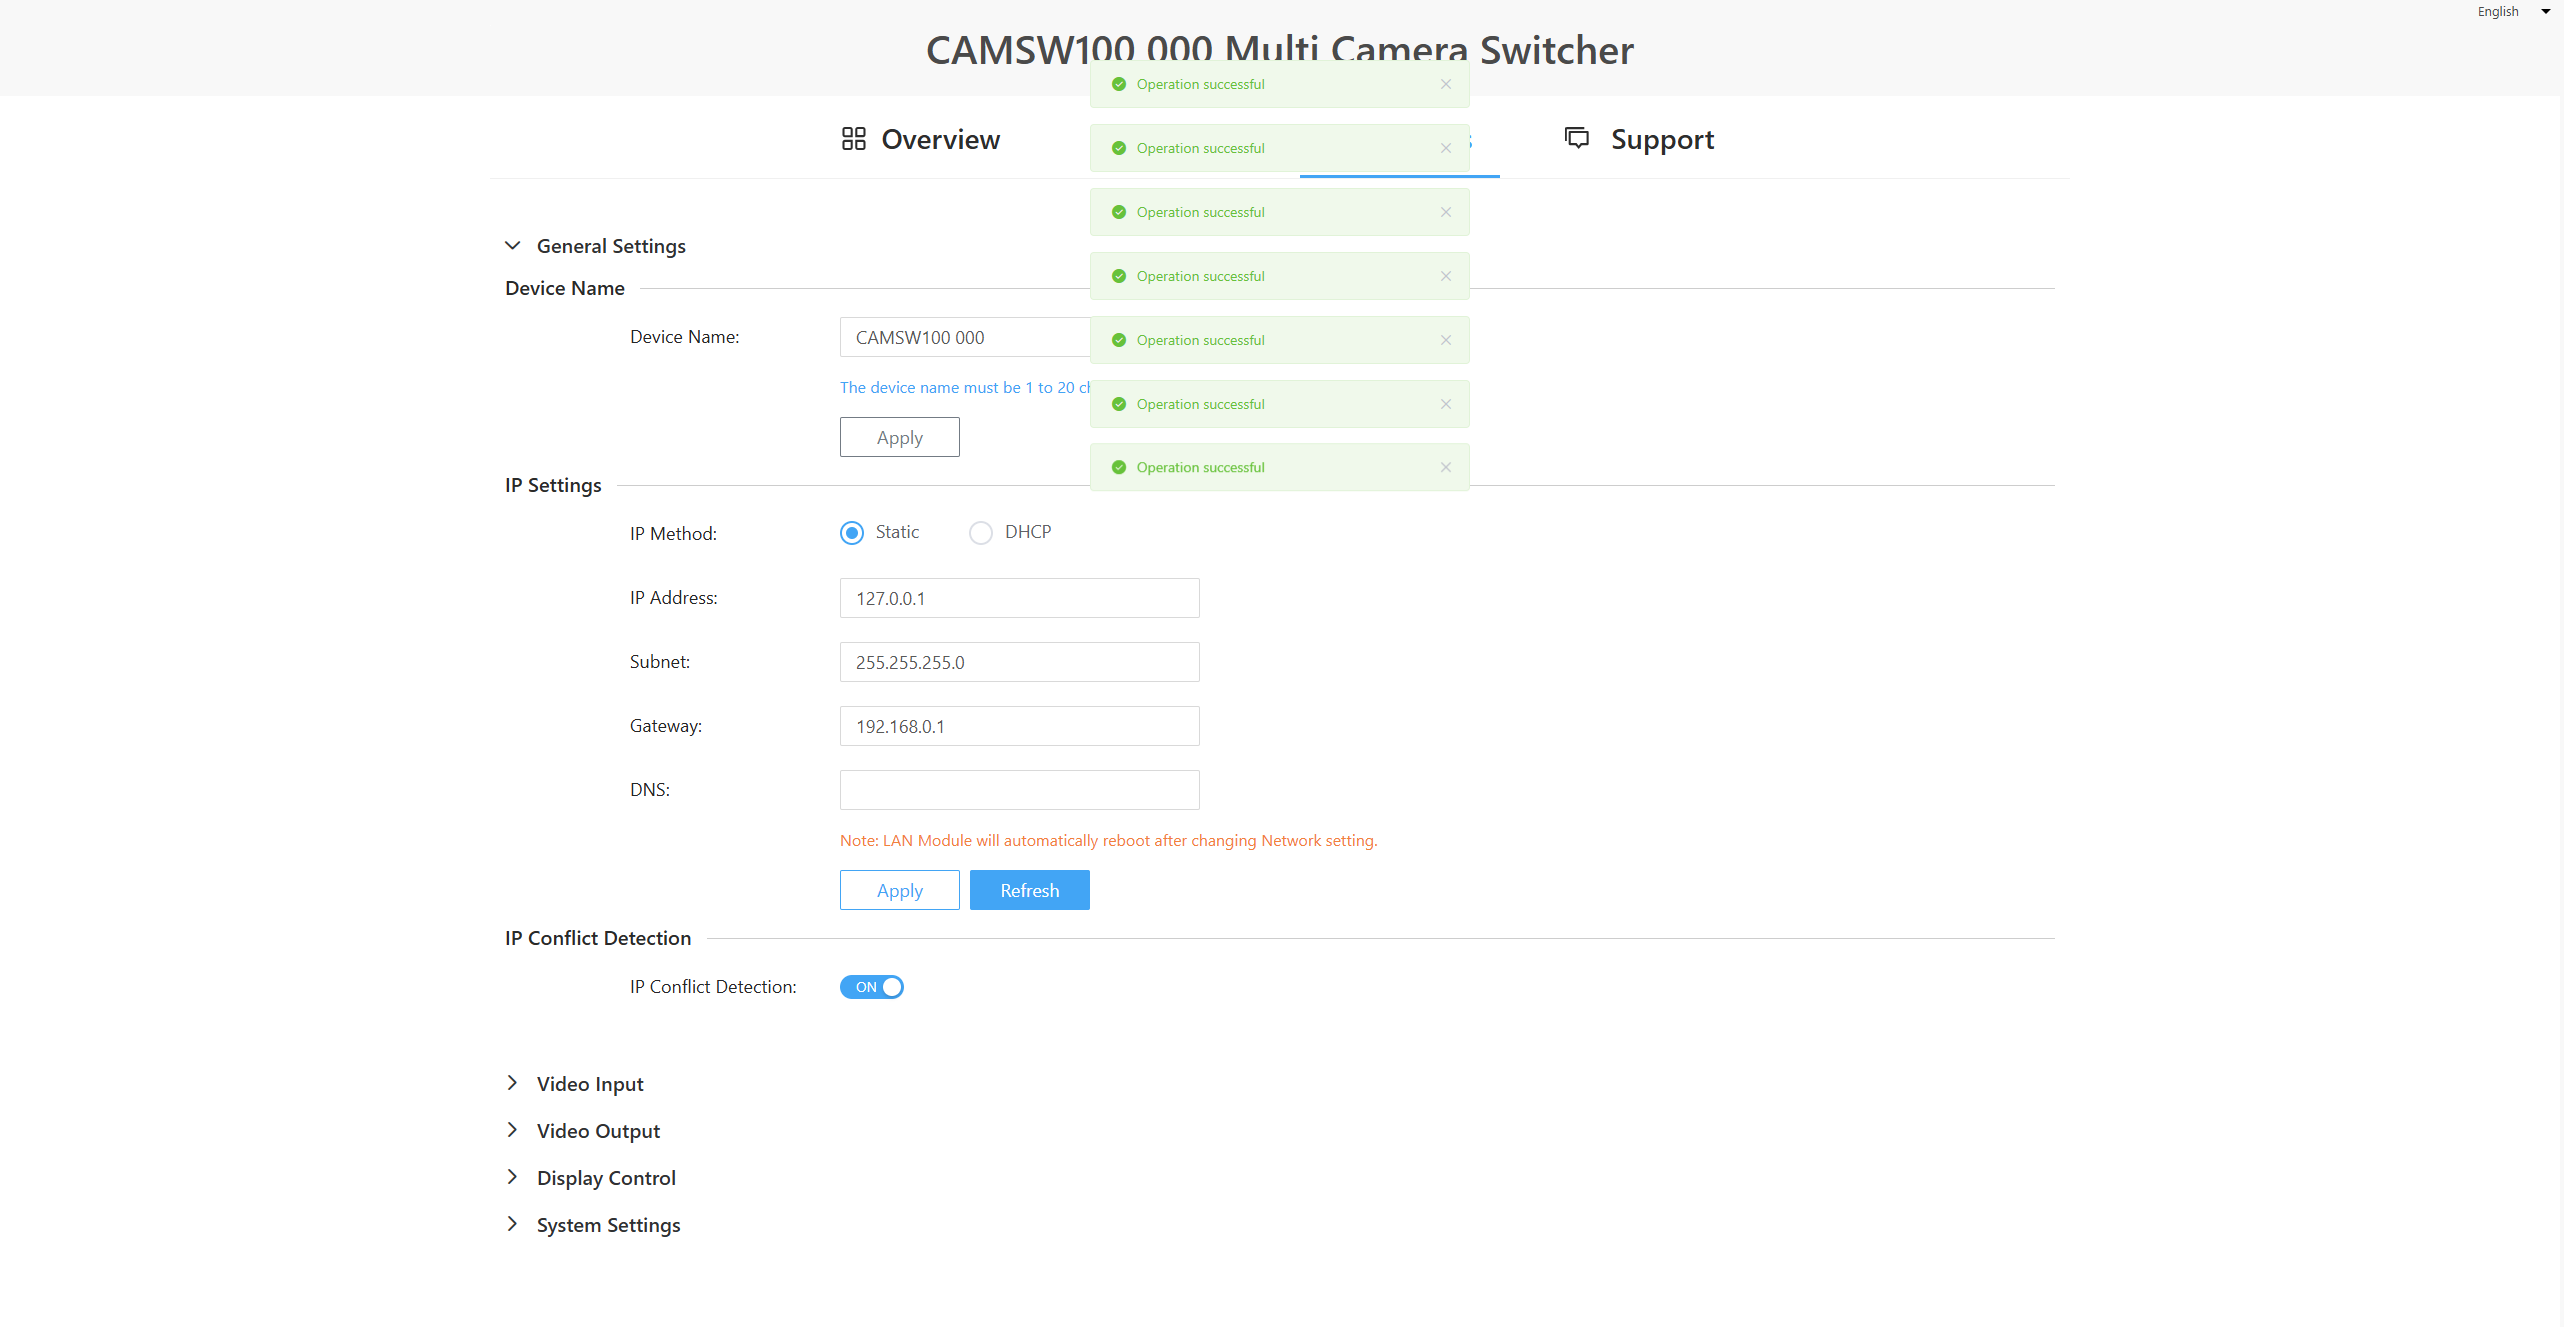 English
CAMSW100 000 Multi Camera Switcher
Operation successful
Overview
Operation successful
Support
Operation successful
General Settings
Operation successful
Device Name
Device Name:
CAMSW100 000
Operation successful
The device name must be 1 to 20
Operation successful
Apply
Operation successful
IP Settings
IP Method:
Static
DHCP
IP Address:
127.0.0.1
Subnet:
255.255.255.0
Gateway:
192.168.0.1
DNS:
Note: LAN Module will automatically reboot after changing Network setting.
Apply
Refresh
IP Conflict Detection
IP Conflict Detection:
ON
Video Input
Video Output
Display Control
System Settings